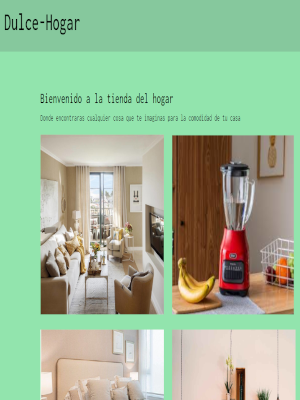 Dulce-Hogar
Bienvenido a la tienda del hogar
Donde encontraras cualquier cosa que te imaginas para la comodidad de tu casa